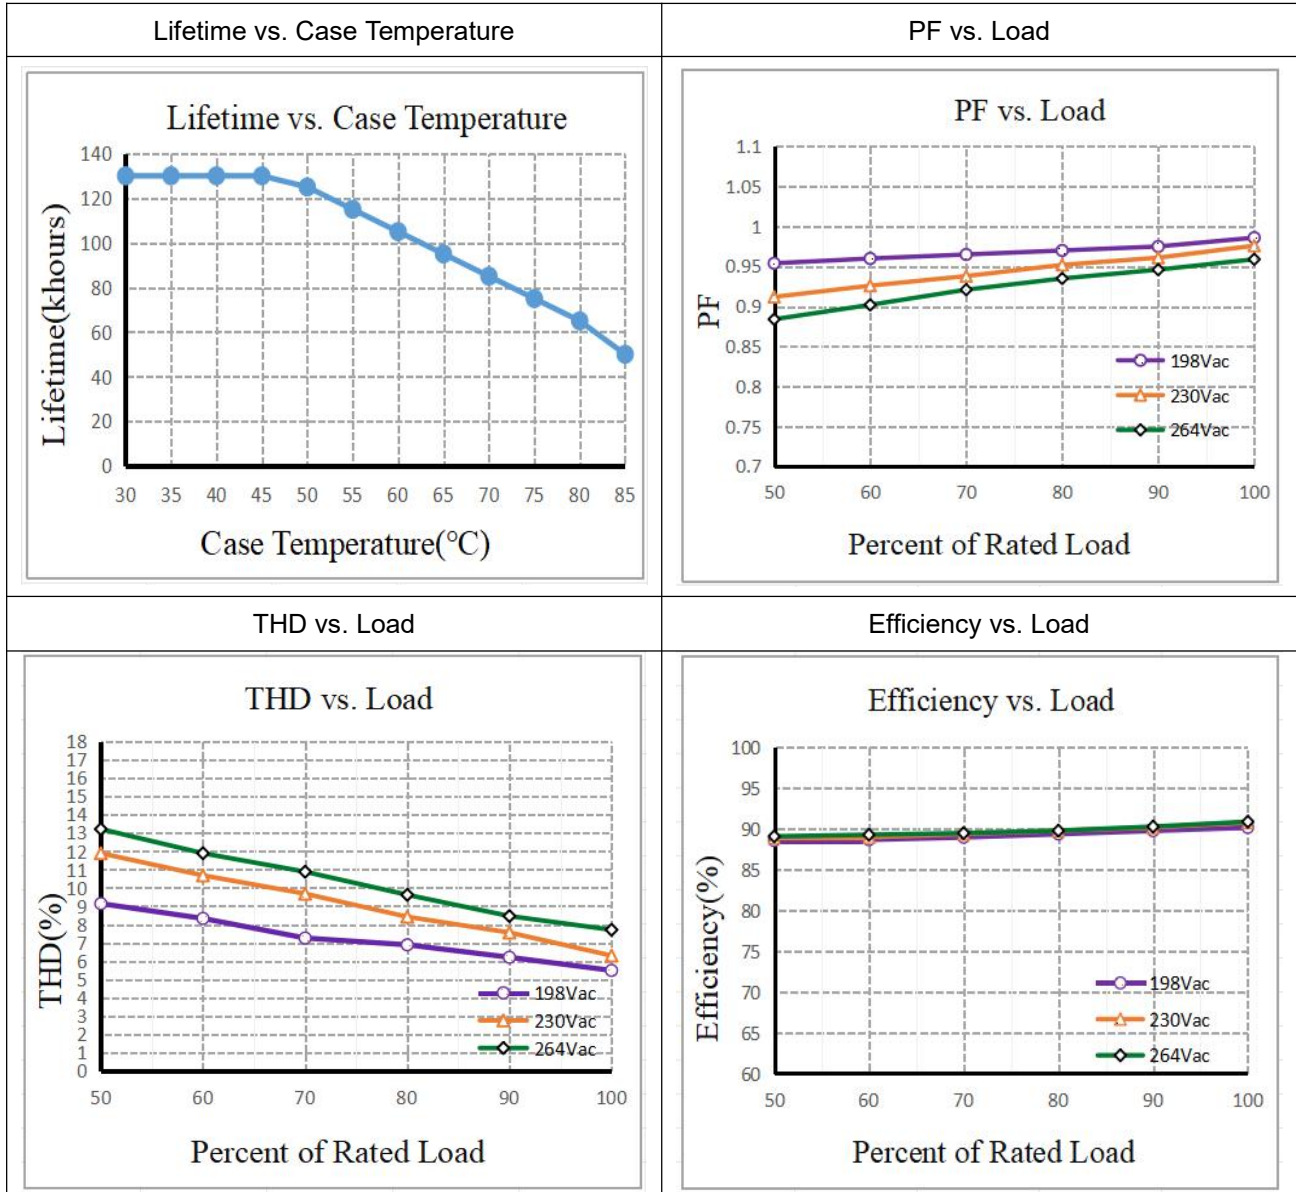 Lifetime vs. Case Temperature
PF vs. Load
Lifetime vs. Case Temperature
140
120
100
80
60
40
20
0
Lifetime(khours)
30 35 40 45 50 55 60 65 70 75 80 85
Case Temperature(°C)
PF vs. Load
1.1
1.05
1
0.95
0.9
0.85
0.8
0.75
0.7
PF
198Vac
230Vac
264Vac
50 60 70 80 90 100
Percent of Rated Load
THD vs. Load
Efficiency vs. Load
THD vs. Load
18
17
16
15
14
13
12
11
10
9
8
7
6
5
4
3
2
1
0
THD(%)
198Vac
230Vac
264Vac
50 60 70 80 90 100
Percent of Rated Load
Efficiency vs. Load
100
95
90
85
80
75
70
65
60
Efficiency(%)
198Vac
230Vac
264Vac
50 60 70 80 90 100
Percent of Rated Load